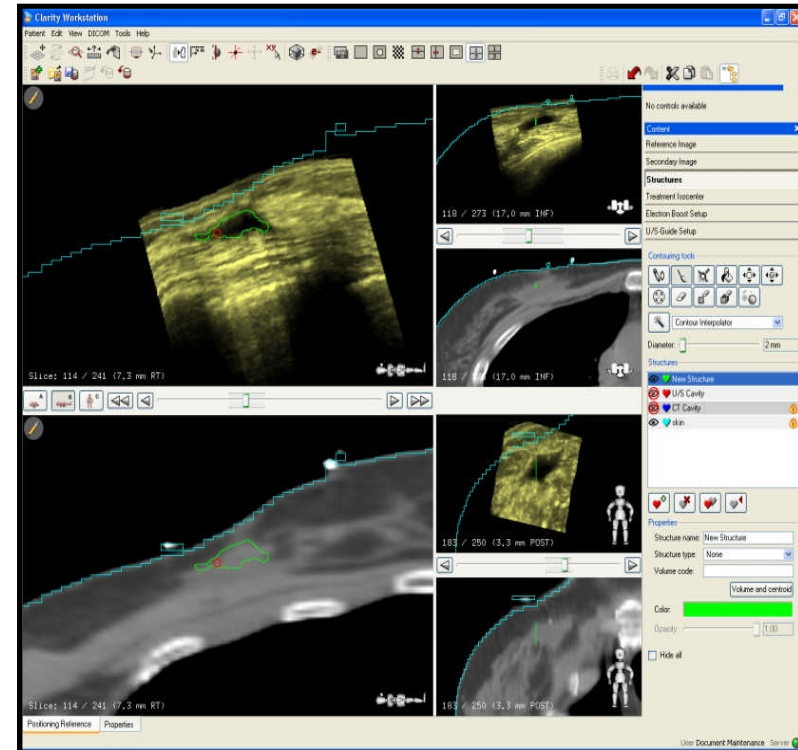 Clarity Workstation
Patient Edit View DICOM Tools Help
No controls available
Content
Reference Image
Secondary Image
Structures
Treatment Isocenter
Electron Boost Setup
U/S-Guide Setup
Contouring tools
Contour Interpolator
Diameter: 2 mm
Structures
New Structure
U/S Cavity
CT Cavity
skin
Properties
Structure name: New Structure
Structure type: None
Volume code:
Volume and centroid
Color:
Opacity 1.00
Hide all
Slice: 114 / 241 (7.3 mm RT)
118 / 273 (17.0 mm INF)
(17.0 mm INF)
A B C
Slice: 114 / 241 (7.3 mm RT)
183 / 250 (3.3 mm POST)
183 / 250 (3.3 mm POST)
Positioning Reference Properties
User Document Maintenance Server